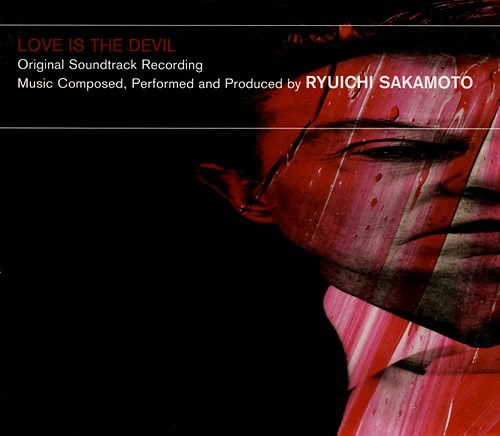 LOVE IS THE DEVIL
Original Soundtrack Recording
Music Composed, Performed and Produced by RYUICHI SAKAMOTO